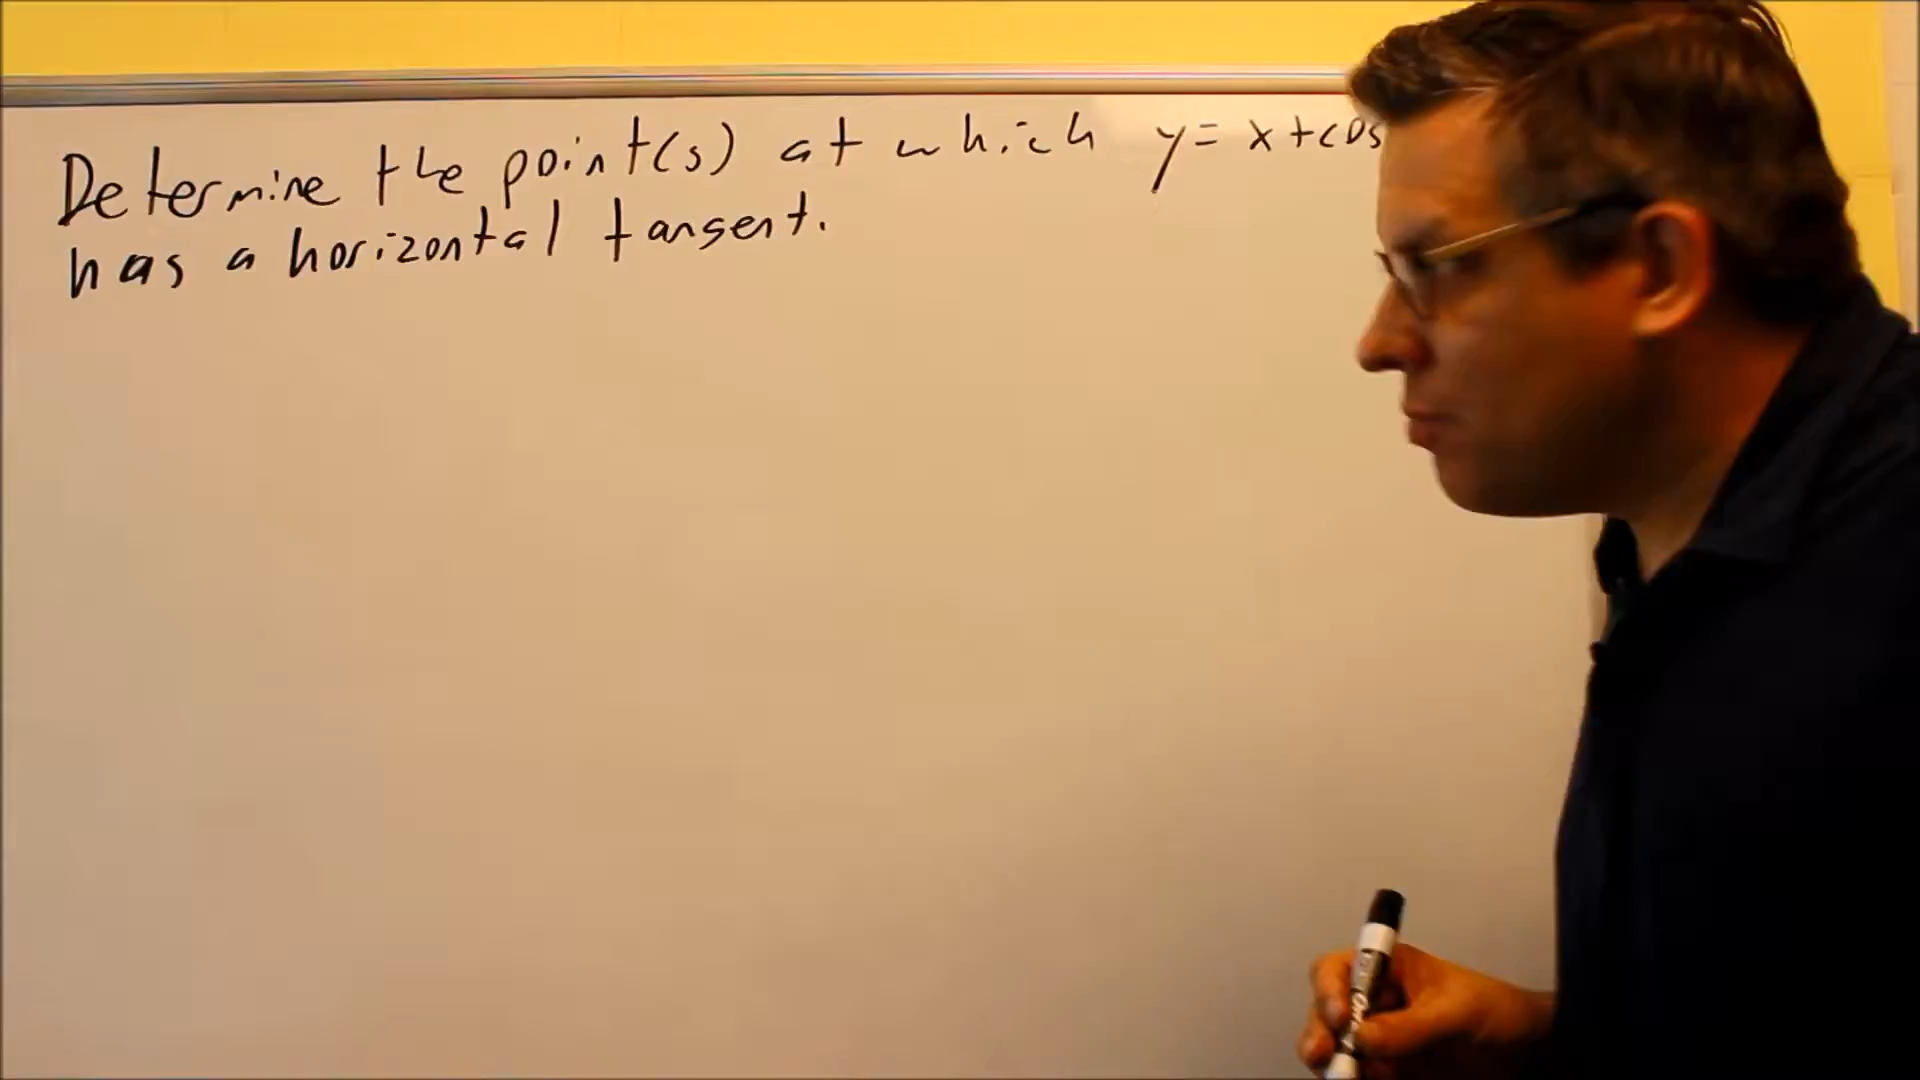 Determine the point(s) at which y = x + cos
has a horizontal tangent.